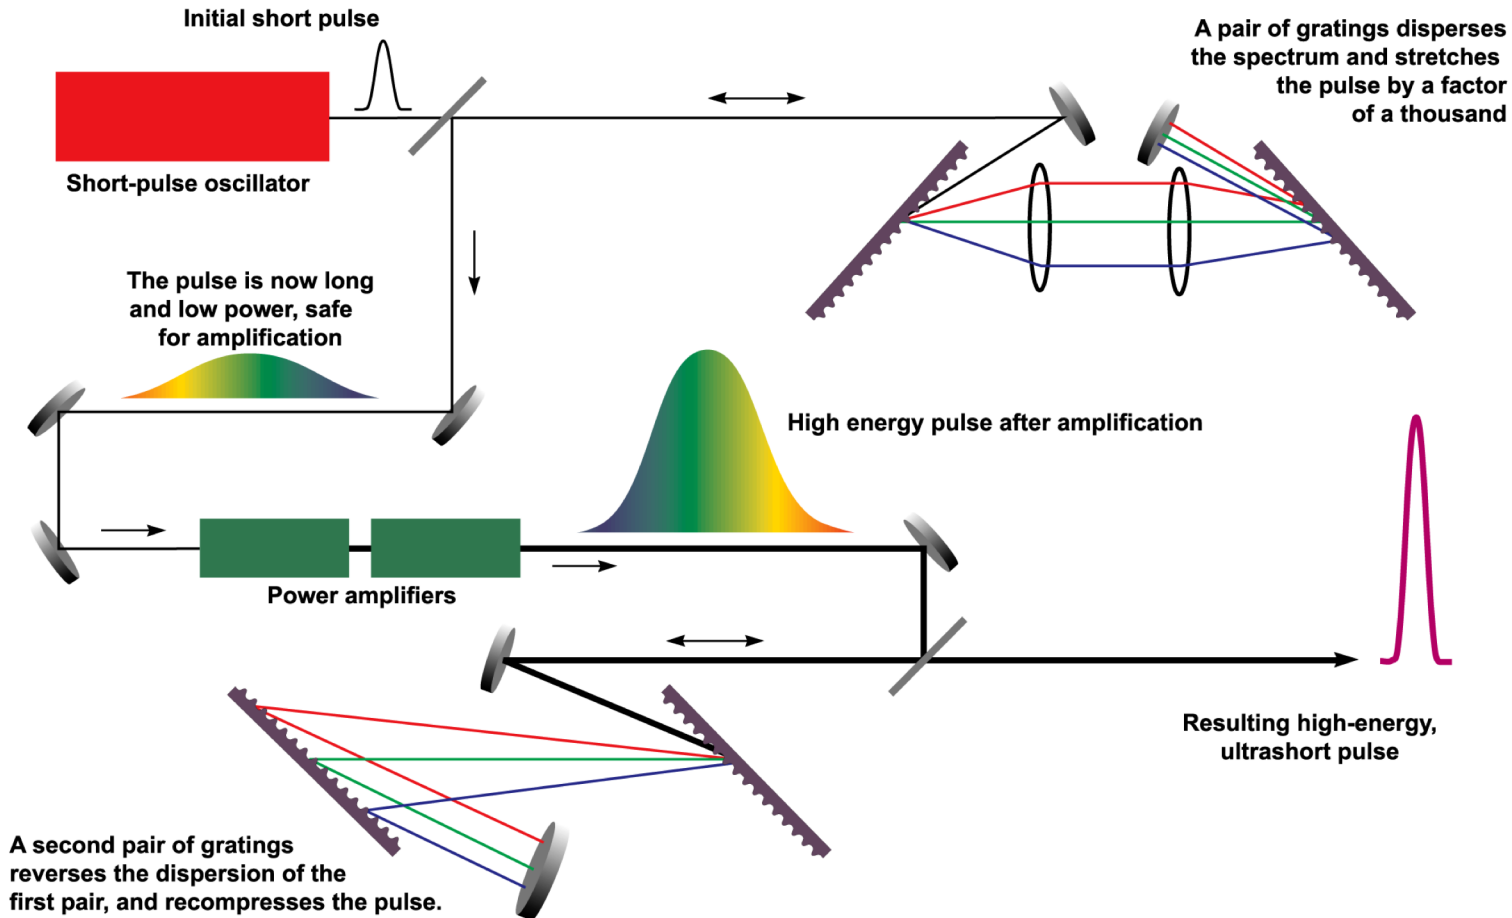 Initial short pulse
Short-pulse oscillator
A pair of gratings disperses
the spectrum and stretches
the pulse by a factor
of a thousand
The pulse is now long
and low power, safe
for amplification
High energy pulse after amplification
Power amplifiers
Resulting high-energy,
ultrashort pulse
A second pair of gratings
reverses the dispersion of the
first pair, and recompresses the pulse.